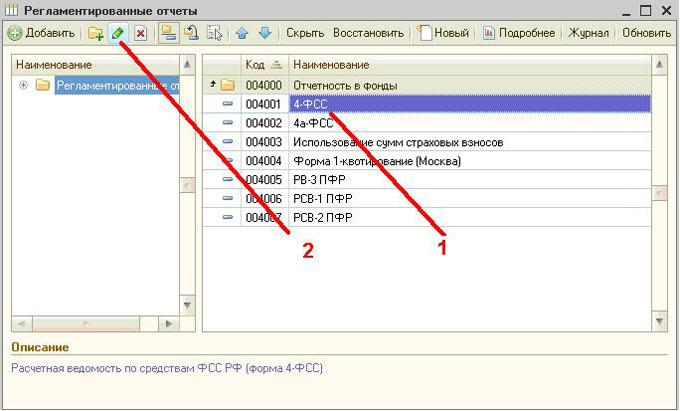 Регламентированные отчеты
Добавить Скрыть Восстановить Новый Подробнее Журнал Обновить
Наименование Код Наименование
Регламентированные от 004000 Отчетность в фонды
004001 4-ФСС
004002 4а-ФСС
004003 Использование сумм страховых взносов
004004 Форма 1-квотирование (Москва)
004005 РВ-3 ПФР
004006 РСВ-1 ПФР
004007 РСВ-2 ПФР
2 1
Описание
Расчетная ведомость по средствам ФСС РФ (форма 4-ФСС)